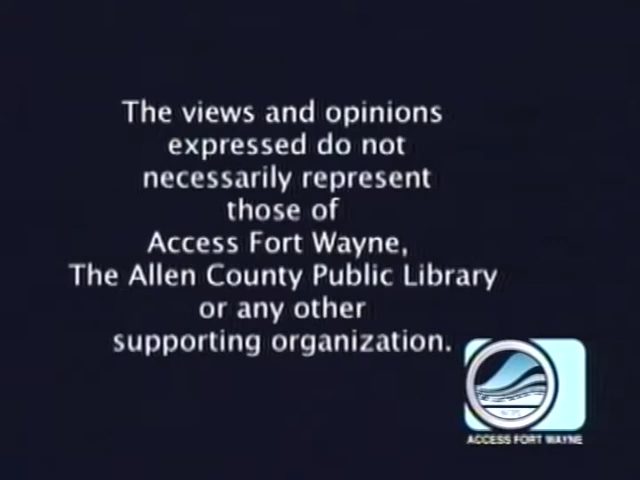 The views and opinions
expressed do not
necessarily represent
those of
Access Fort Wayne,
The Allen County Public Library
or any other
supporting organization.
ACCESS FORT WAYNE